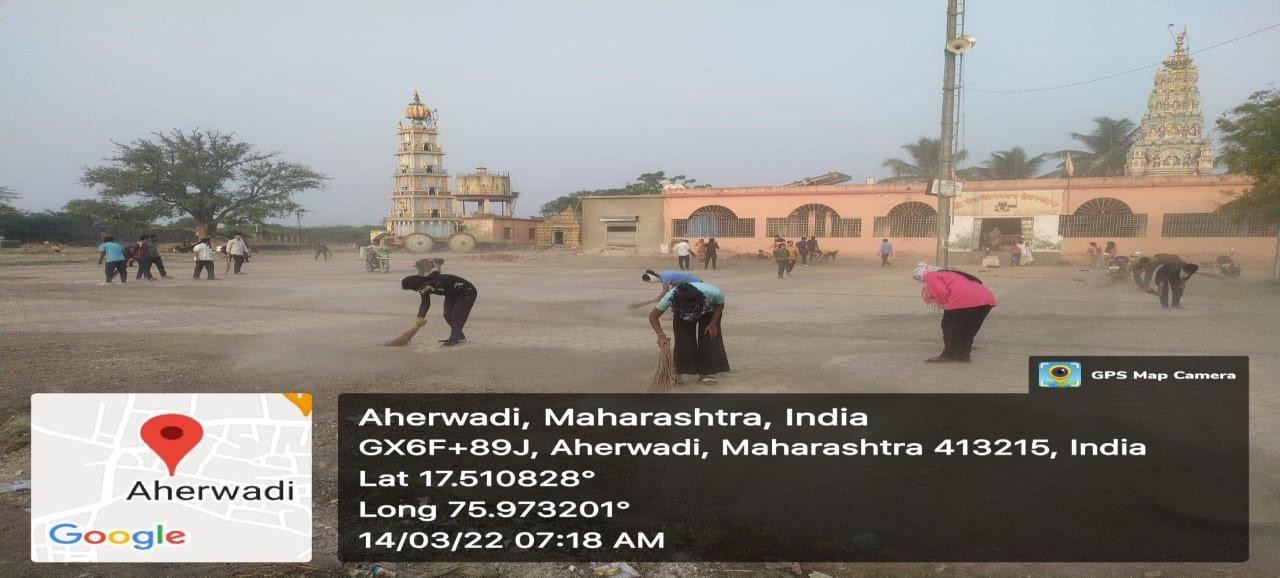 GPS Map Camera
Aherwadi, Maharashtra, India
GX6F+89J, Aherwadi, Maharashtra 413215, India
Lat 17.510828°
Long 75.973201°
14/03/22 07:18 AM
Aherwadi
Google